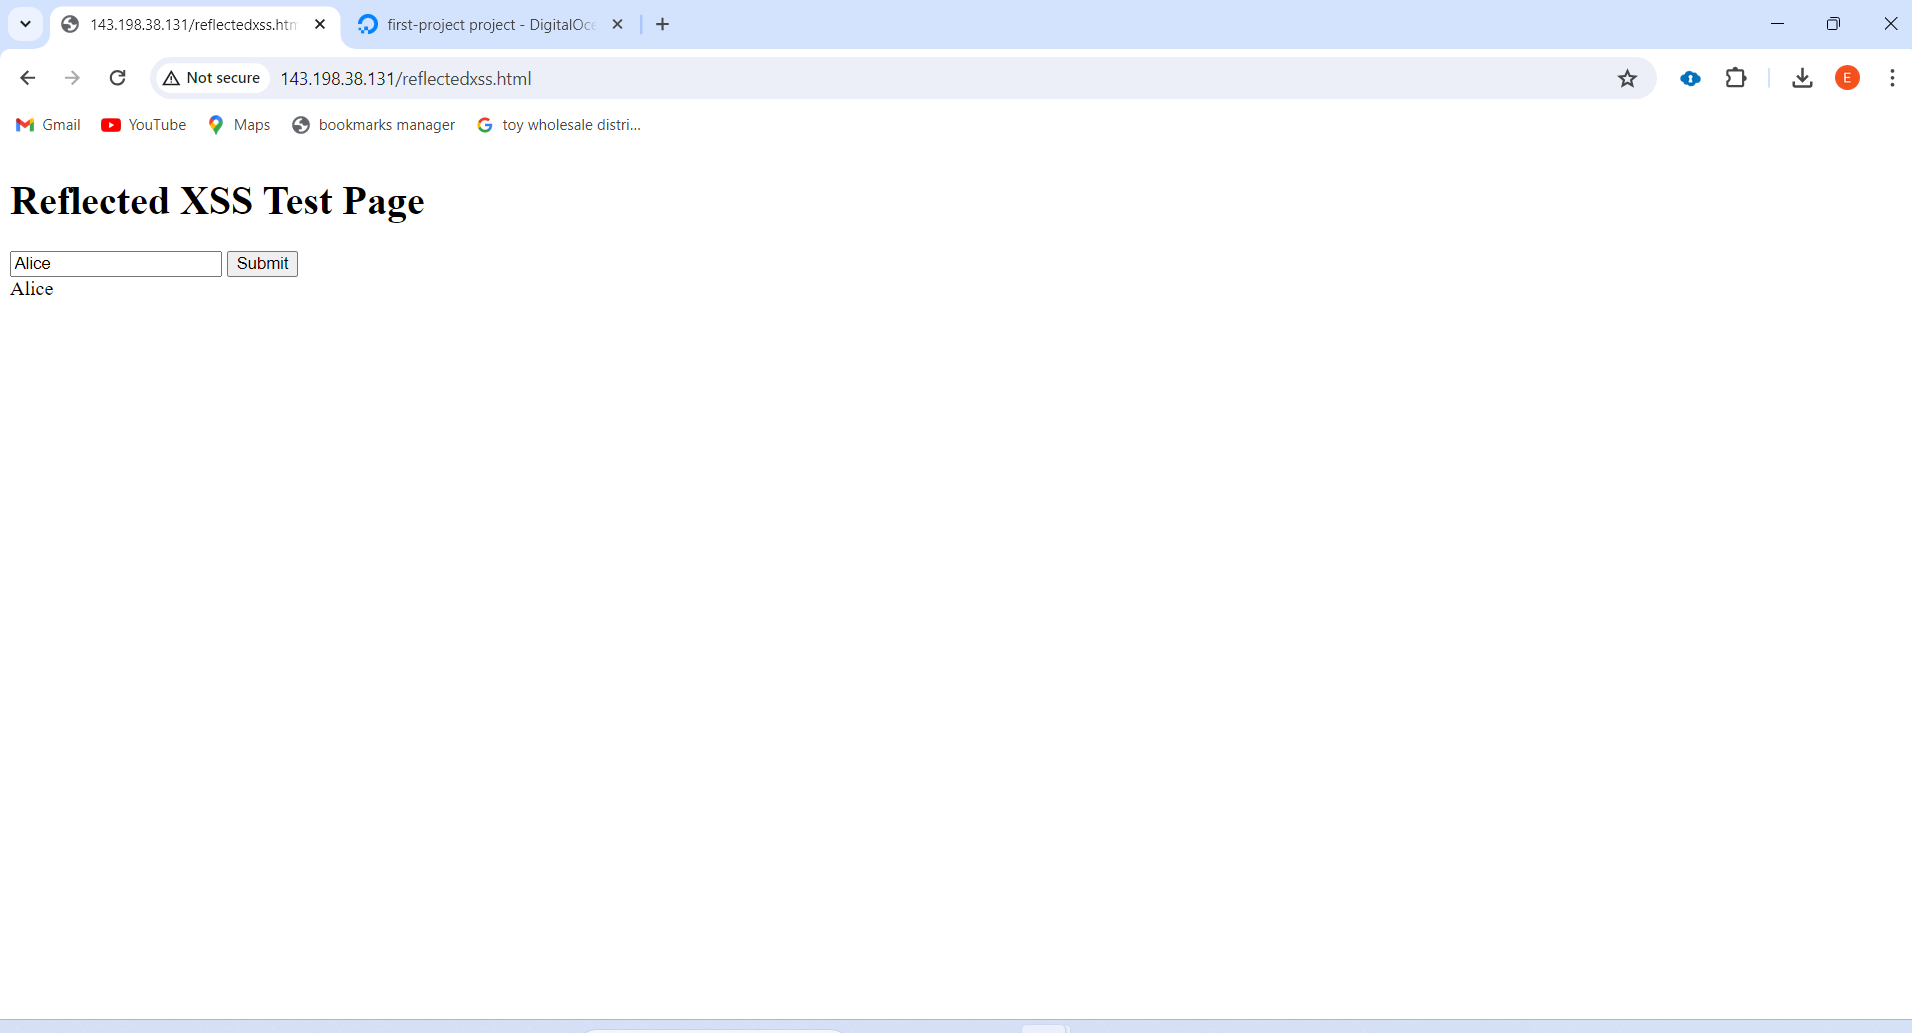 143.198.38.131/reflectedxss.htm
first-project project - DigitalOce
Not secure
143.198.38.131/reflectedxss.html
E
Gmail
YouTube
Maps
bookmarks manager
toy wholesale distri...
Reflected XSS Test Page
Alice
Submit
Alice